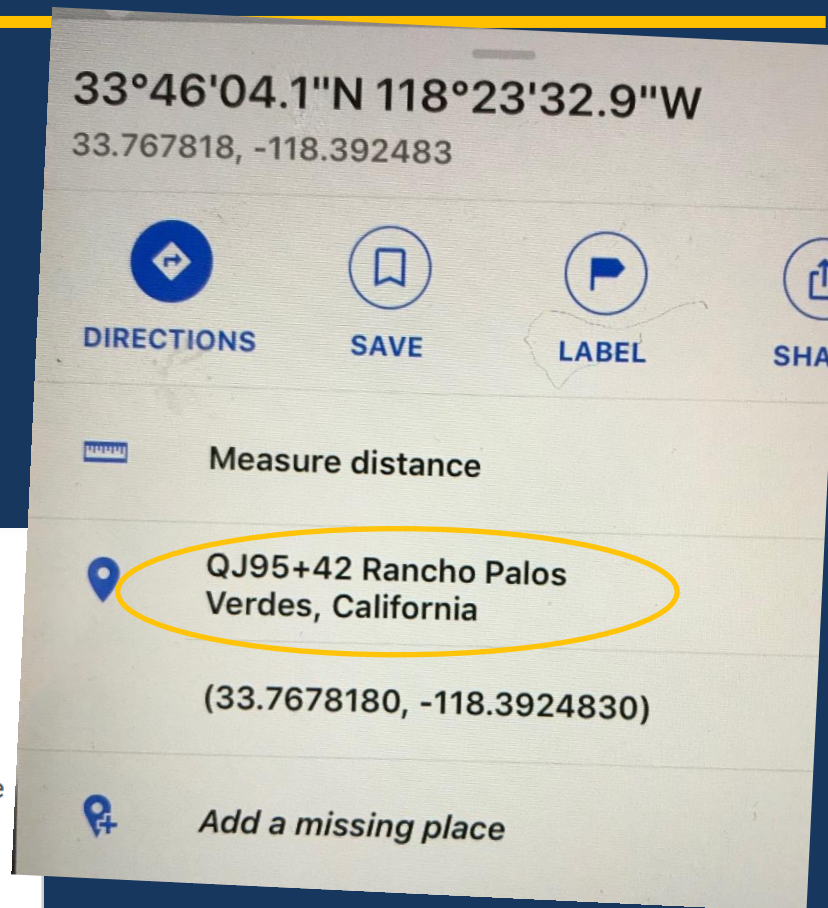 33°46'04.1"N 118°23'32.9"W
33.767818, -118.392483
DIRECTIONS
SAVE
LABEL
SHA
Measure distance
QJ95+42 Rancho Palos
Verdes, California
(33.7678180, -118.3924830)
Add a missing place
e